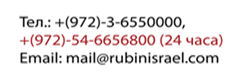 Тел.: +(972)-3-6550000,
+(972)-54-6656800 (24 часа)
Email: mail@rubinisrael.com